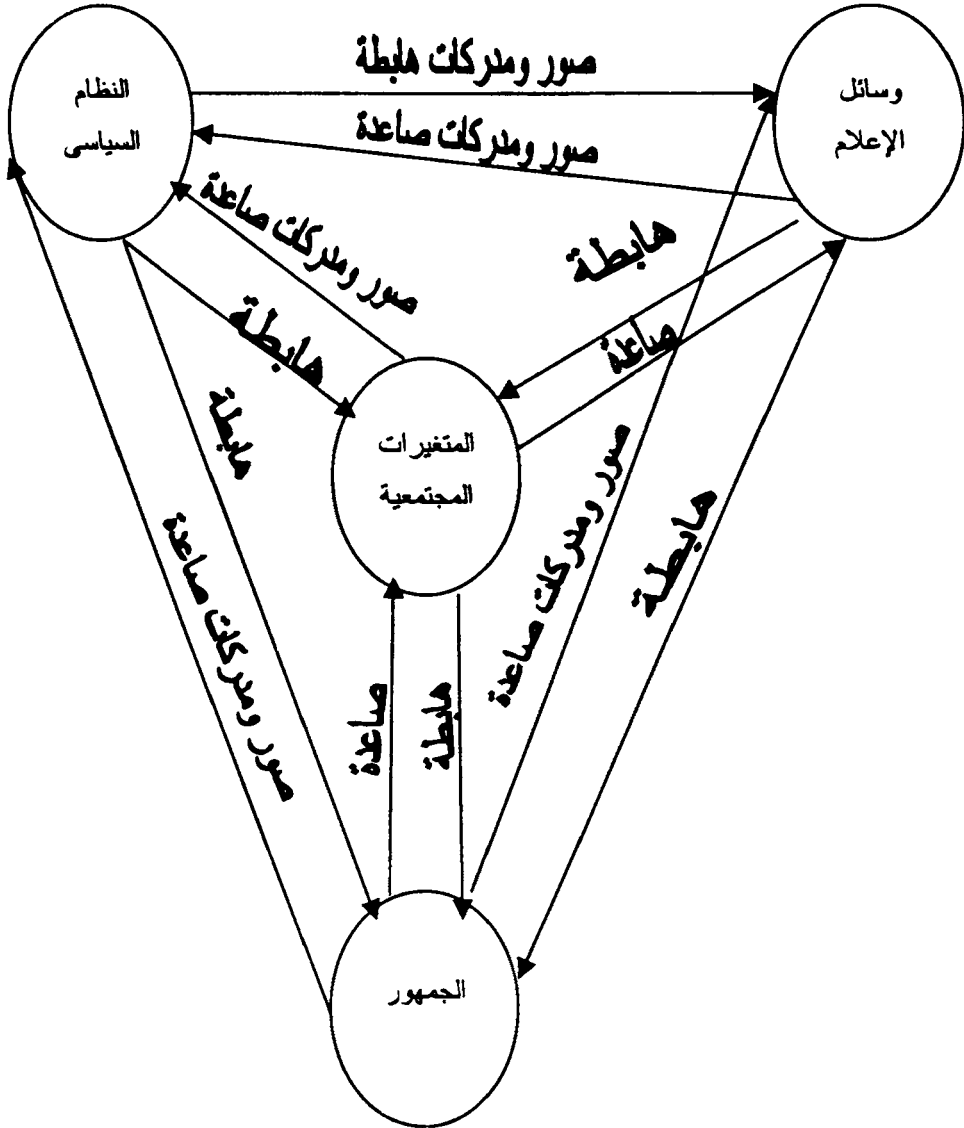 وسائل
الإعلام
النظام
السياسى
صور ومدركات هابطة
صور ومدركات صاعدة
صور ومدركات صاعدة
هابطة
هابطة
صاعدة
هابطة
المتغيرات
المجتمعية
صور ومدركات صاعدة
هابطة
صور ومدركات صاعدة
صاعدة
هابطة
الجمهور